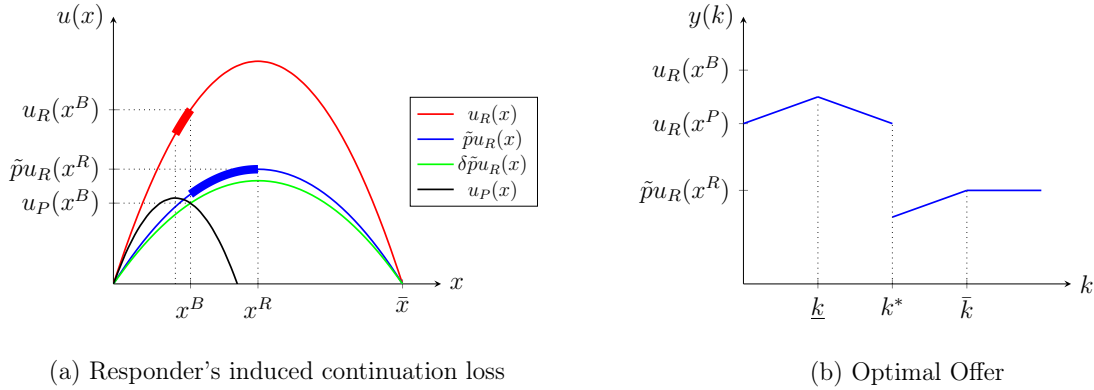 u(x)
u_R(x^B)
p̃u_R(x^R)
u_P(x^B)
x^B
x^R
x̄
x
u_R(x)
p̃u_R(x)
δp̃u_R(x)
u_P(x)
(a) Responder's induced continuation loss
y(k)
u_R(x^B)
u_R(x^P)
p̃u_R(x^R)
k̲
k*
k̄
k
(b) Optimal Offer